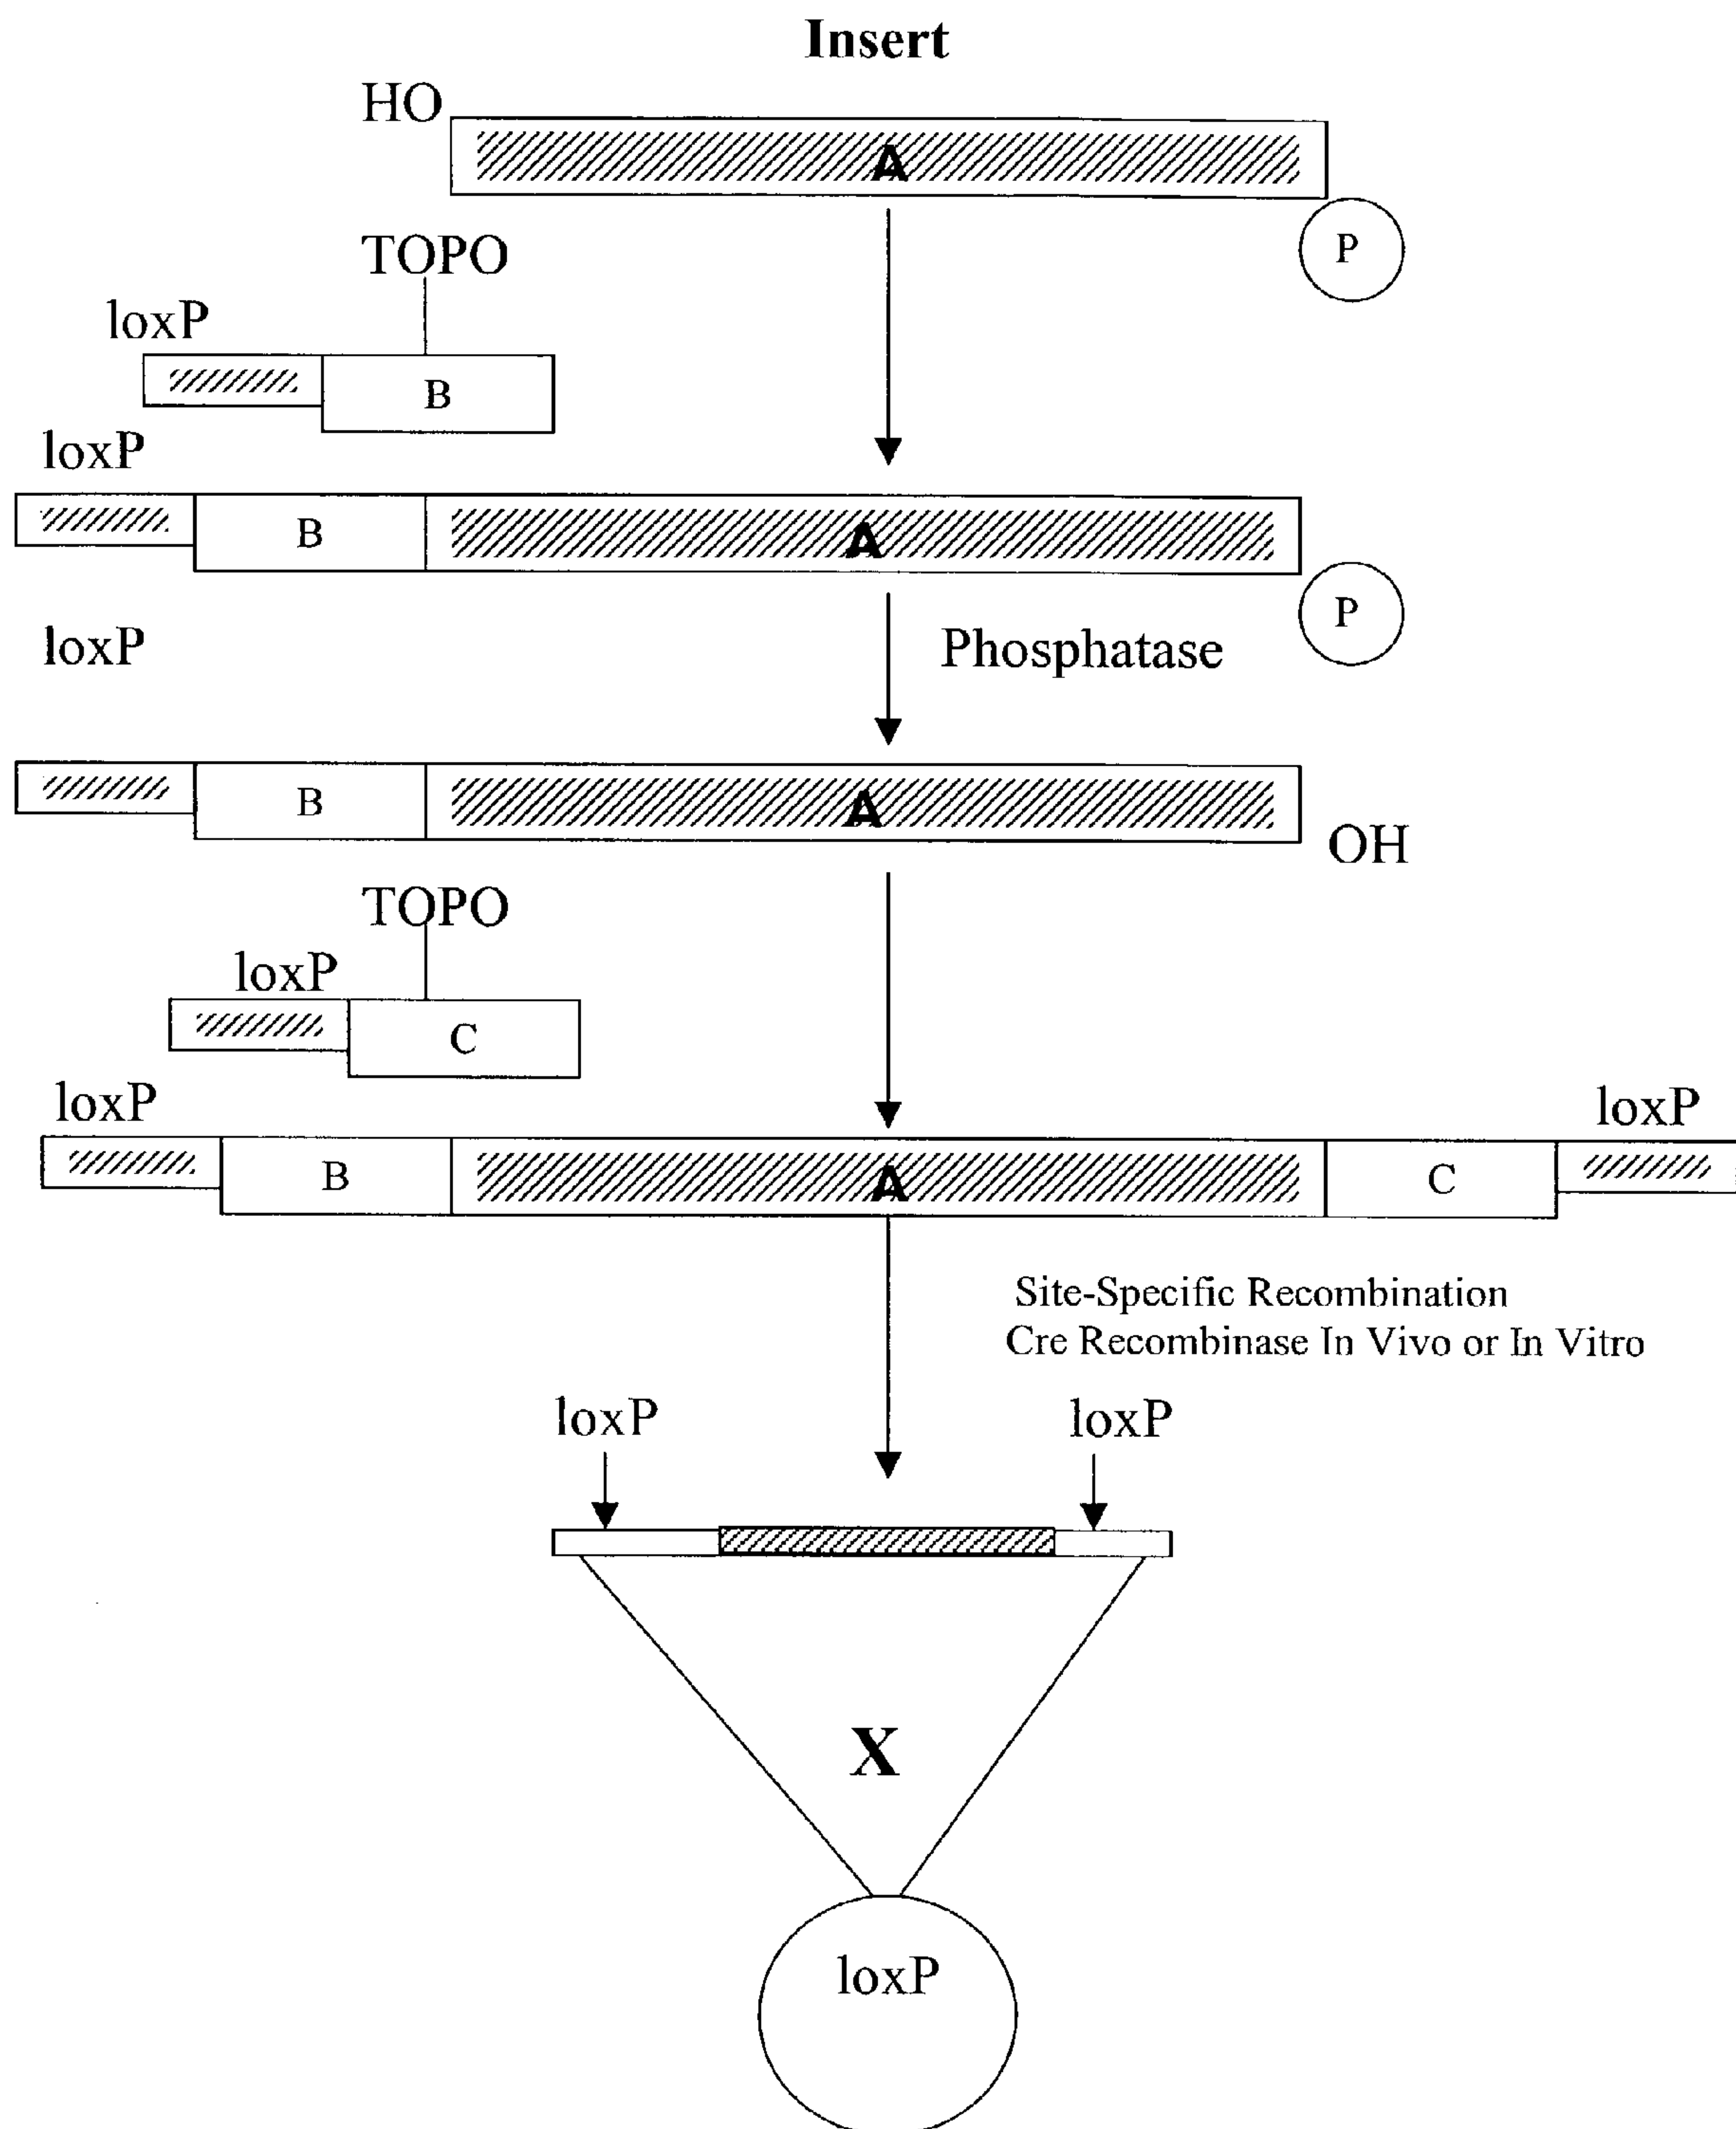 Insert
HO
A
P
TOPO
loxP
B
loxP
B
A
P
loxP
Phosphatase
B
A
OH
TOPO
loxP
C
loxP
loxP
B
A
C
Site-Specific Recombination
Cre Recombinase In Vivo or In Vitro
loxP
loxP
X
loxP